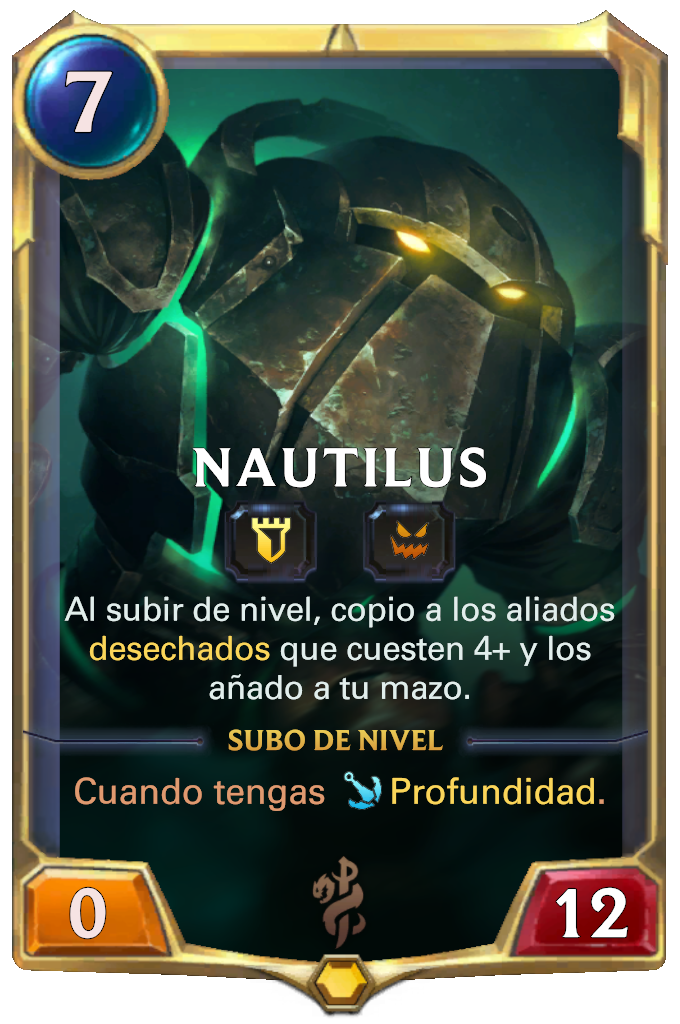 7
NAUTILUS
Al subir de nivel, copio a los aliados
desechados que cuesten 4+ y los
añado a tu mazo.
SUBO DE NIVEL
Cuando tengas Profundidad.
0
12